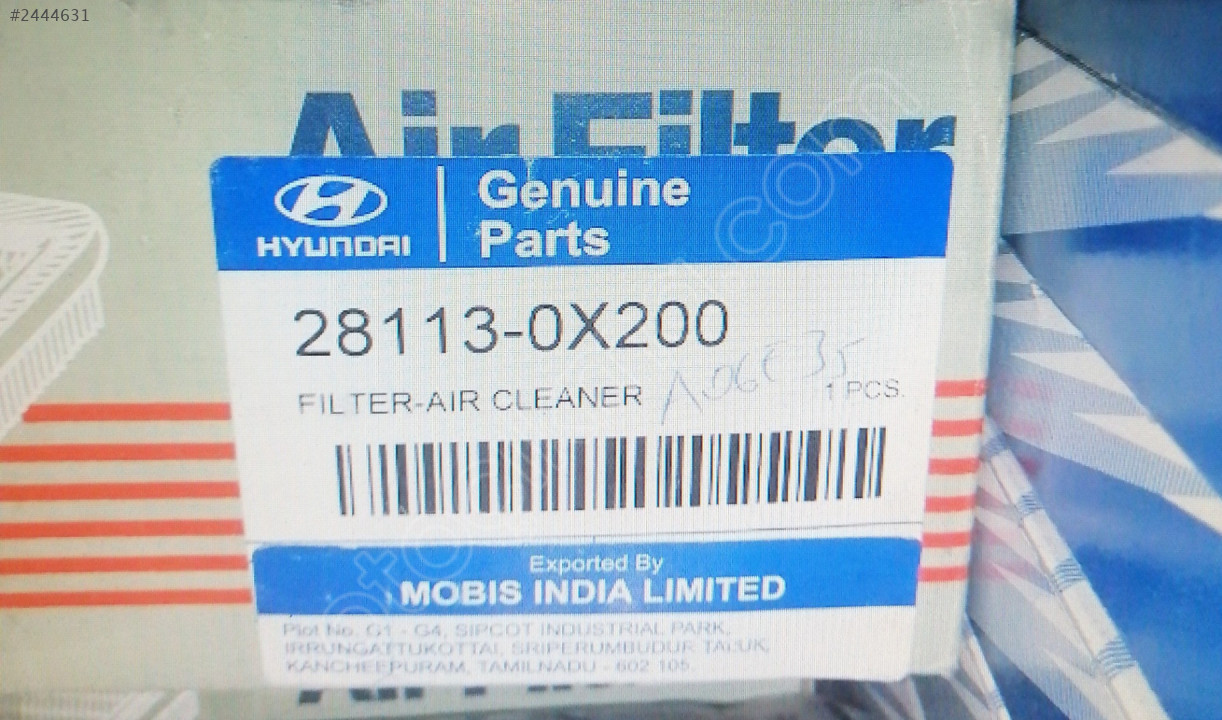 #2444631
Air Filter
HYUNDAI
Genuine
Parts
28113-0X200
FILTER-AIR CLEANER
1 PCS.
Exported By
MOBIS INDIA LIMITED
Plot No. G1 - G4, SIPCOT INDUSTRIAL PARK,
IRRUNGATTUKOTTAI, SRIPERUMBUDUR TALUK,
KANCHEEPURAM, TAMILNADU - 602 105.